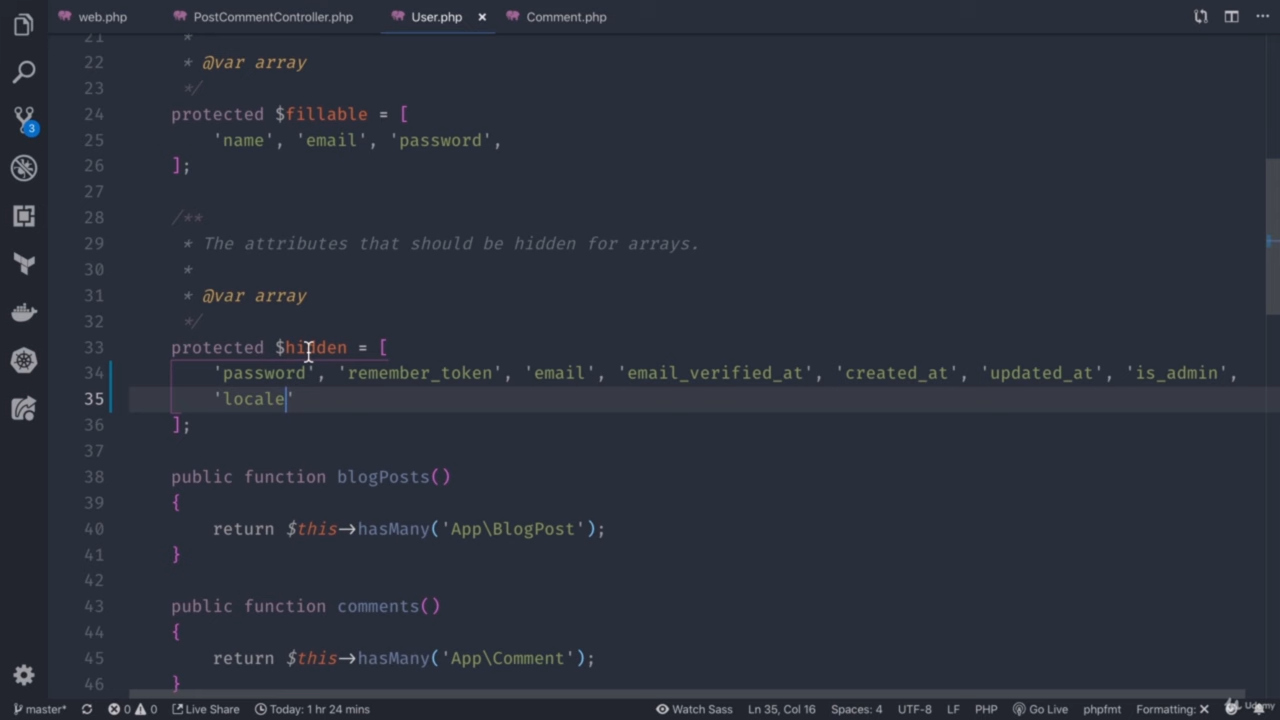 web.php PostCommentController.php User.php × Comment.php
21 *
22 * @var array
23 */
24 protected $fillable = [
25 'name', 'email', 'password',
26 ];
27
28 /**
29 * The attributes that should be hidden for arrays.
30 *
31 * @var array
32 */
33 protected $hidden = [
34 'password', 'remember_token', 'email', 'email_verified_at', 'created_at', 'updated_at', 'is_admin',
35 'locale'
36 ];
37
38 public function blogPosts()
39 {
40 return $this->hasMany('App\BlogPost');
41 }
42
43 public function comments()
44 {
45 return $this->hasMany('App\Comment');
46 }
3
master* 0 0 Live Share Today: 1 hr 24 mins Watch Sass Ln 35, Col 16 Spaces: 4 UTF-8 LF PHP phpfmt Go Live Formatting: × Udemy